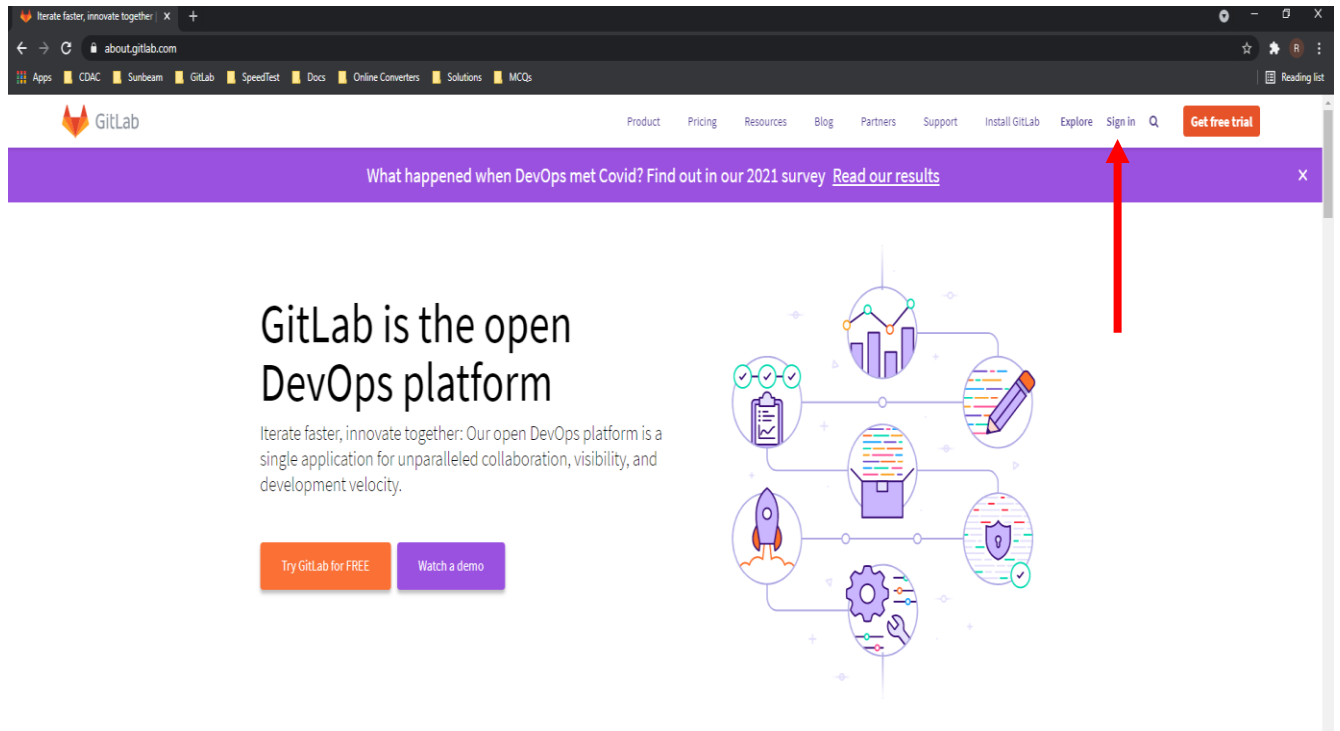 Iterate faster, innovate together |
about.gitlab.com
R
Apps CDAC Sunbeam GitLab SpeedTest Docs Online Converters Solutions MCQs Reading list
GitLab Product Pricing Resources Blog Partners Support Install GitLab Explore Sign in Get free trial
What happened when DevOps met Covid? Find out in our 2021 survey Read our results
GitLab is the open
DevOps platform
Iterate faster, innovate together: Our open DevOps platform is a
single application for unparalleled collaboration, visibility, and
development velocity.
Try GitLab for FREE Watch a demo